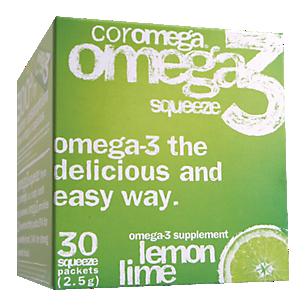 coromega®
omega3
squeeze
omega-3 the
delicious and
easy way.
30
squeeze
packets
(2.5g)
omega-3 supplement
lemon
lime